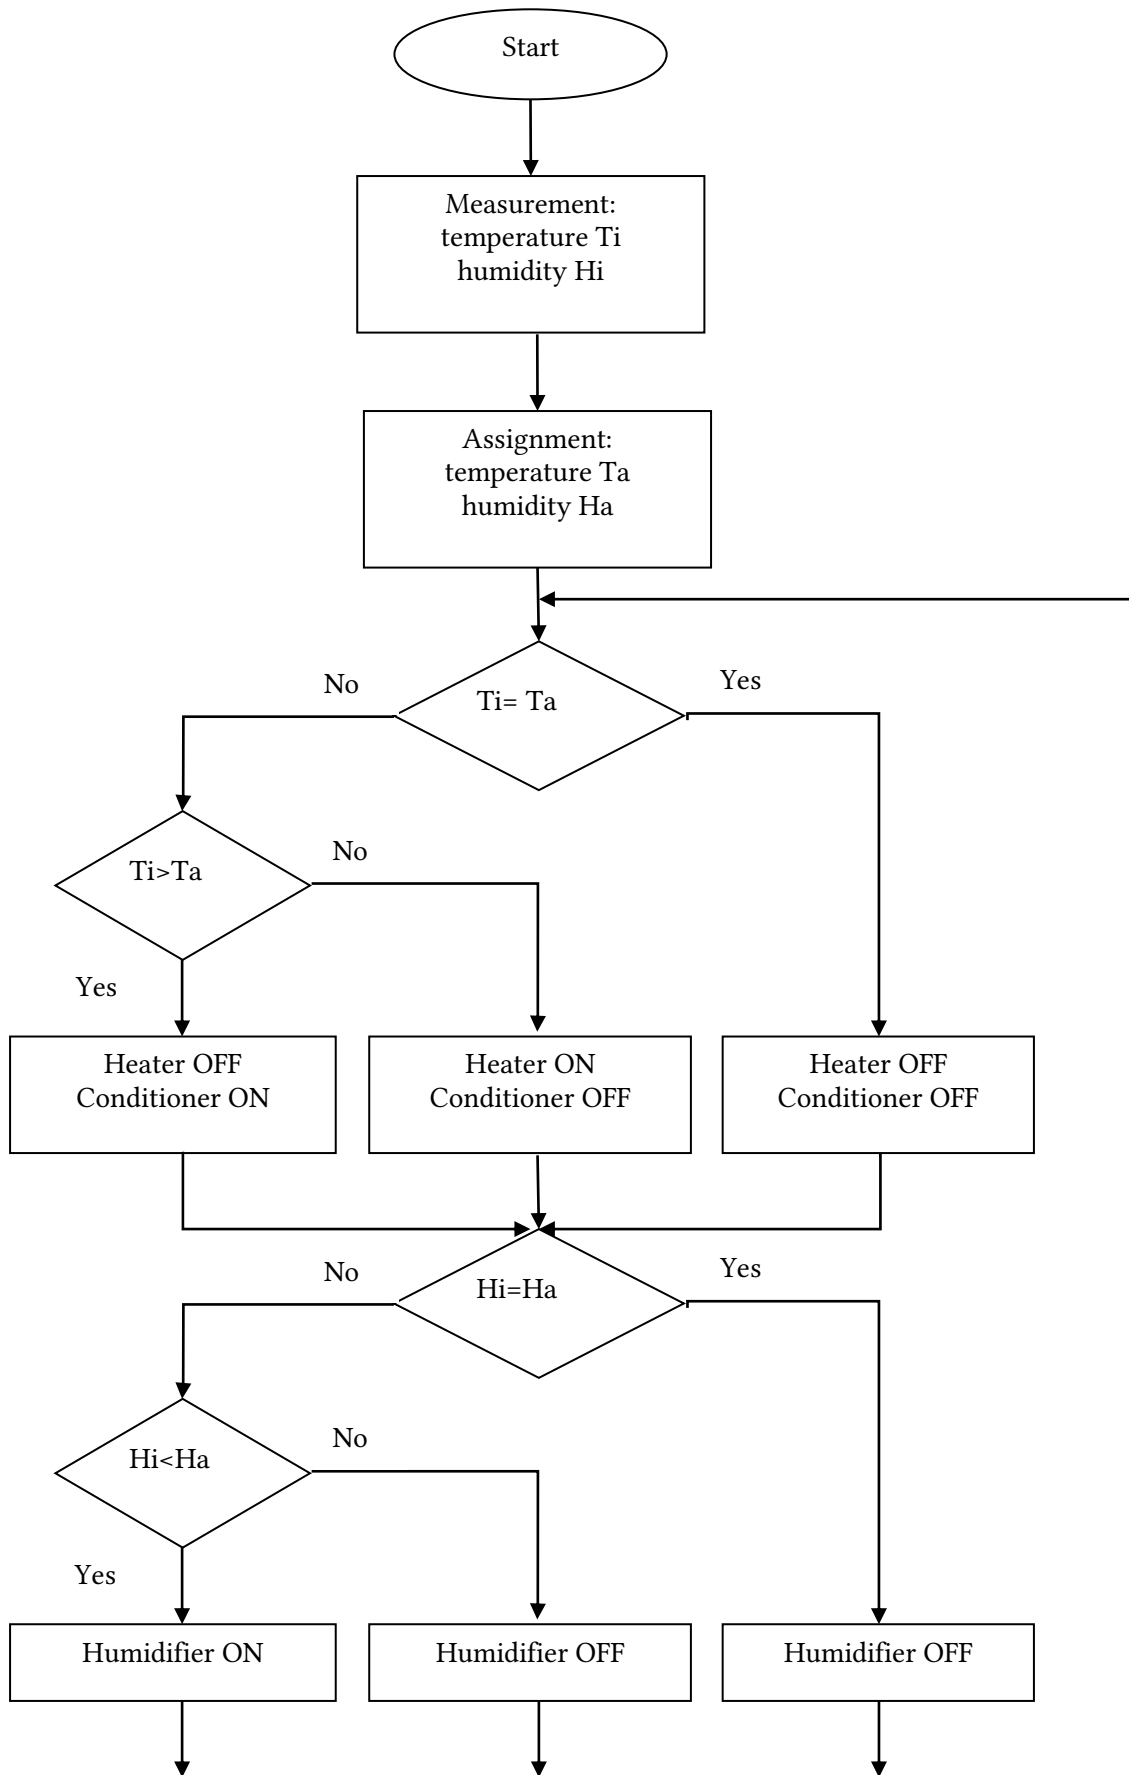 Start
Measurement:
temperature Ti
humidity Hi
Assignment:
temperature Ta
humidity Ha
No
Ti= Ta
Yes
Ti>Ta
No
Yes
Heater OFF
Conditioner ON
Heater ON
Conditioner OFF
Heater OFF
Conditioner OFF
No
Hi=Ha
Yes
Hi<Ha
No
Yes
Humidifier ON
Humidifier OFF
Humidifier OFF